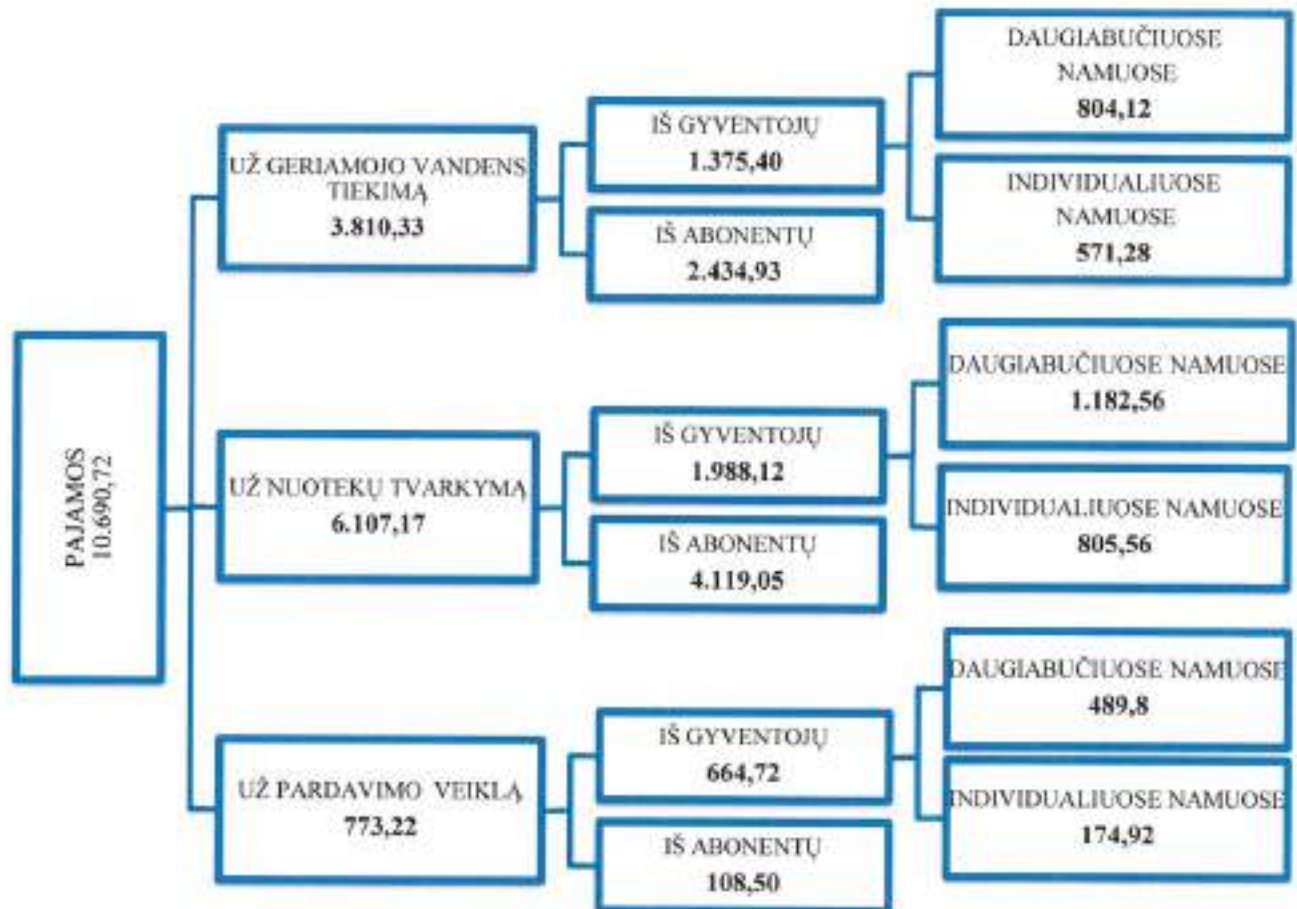 PAJAMOS
10.690,72
UŽ GERIAMOJO VANDENS
TIEKIMĄ
3.810,33
IŠ GYVENTOJŲ
1.375,40
DAUGIABUČIUOSE
NAMUOSE
804,12
INDIVIDUALIUOSE
NAMUOSE
571,28
IŠ ABONENTŲ
2.434,93
UŽ NUOTEKŲ TVARKYMĄ
6.107,17
IŠ GYVENTOJŲ
1.988,12
DAUGIABUČIUOSE NAMUOSE
1.182,56
INDIVIDUALIUOSE NAMUOSE
805,56
IŠ ABONENTŲ
4.119,05
UŽ PARDAVIMO VEIKLĄ
773,22
IŠ GYVENTOJŲ
664,72
DAUGIABUČIUOSE NAMUOSE
489,8
INDIVIDUALIUOSE NAMUOSE
174,92
IŠ ABONENTŲ
108,50